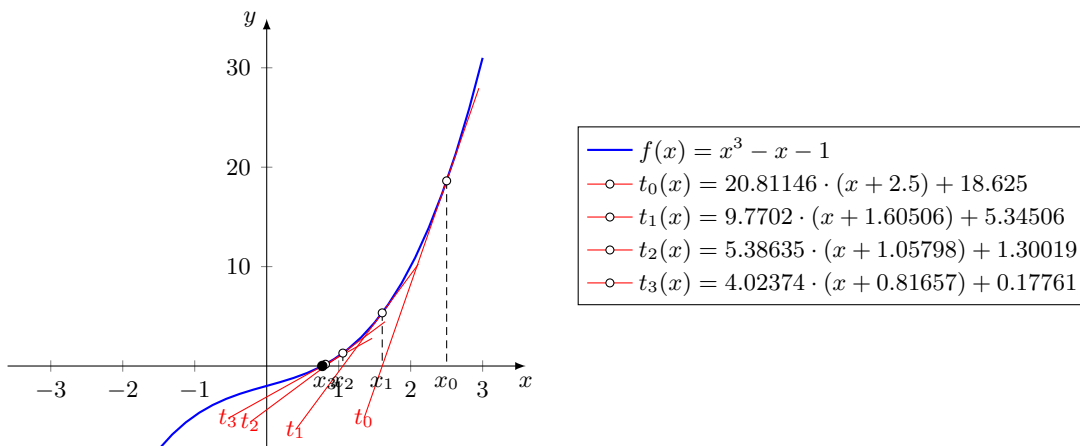 y
30
20
10
-3
-2
-1
1
2
3
x
x₃
x₂
x₁
x₀
t₃
t₂
t₁
t₀
f(x) = x³ − x − 1
t₀(x) = 20.81146 · (x + 2.5) + 18.625
t₁(x) = 9.7702 · (x + 1.60506) + 5.34506
t₂(x) = 5.38635 · (x + 1.05798) + 1.30019
t₃(x) = 4.02374 · (x + 0.81657) + 0.17761